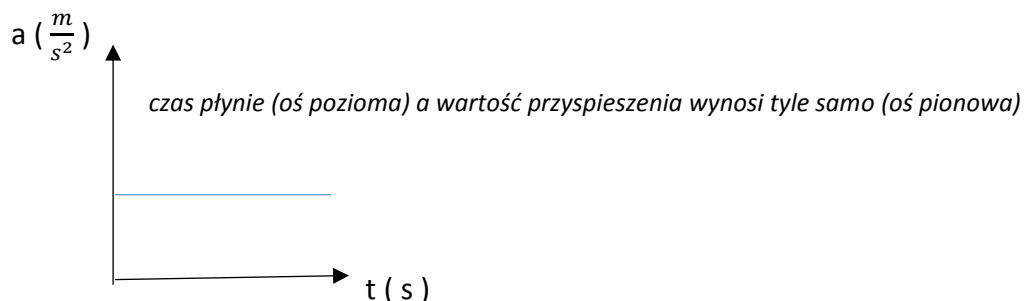 a ( m/s² )
czas płynie (oś pozioma) a wartość przyspieszenia wynosi tyle samo (oś pionowa)
t ( s )